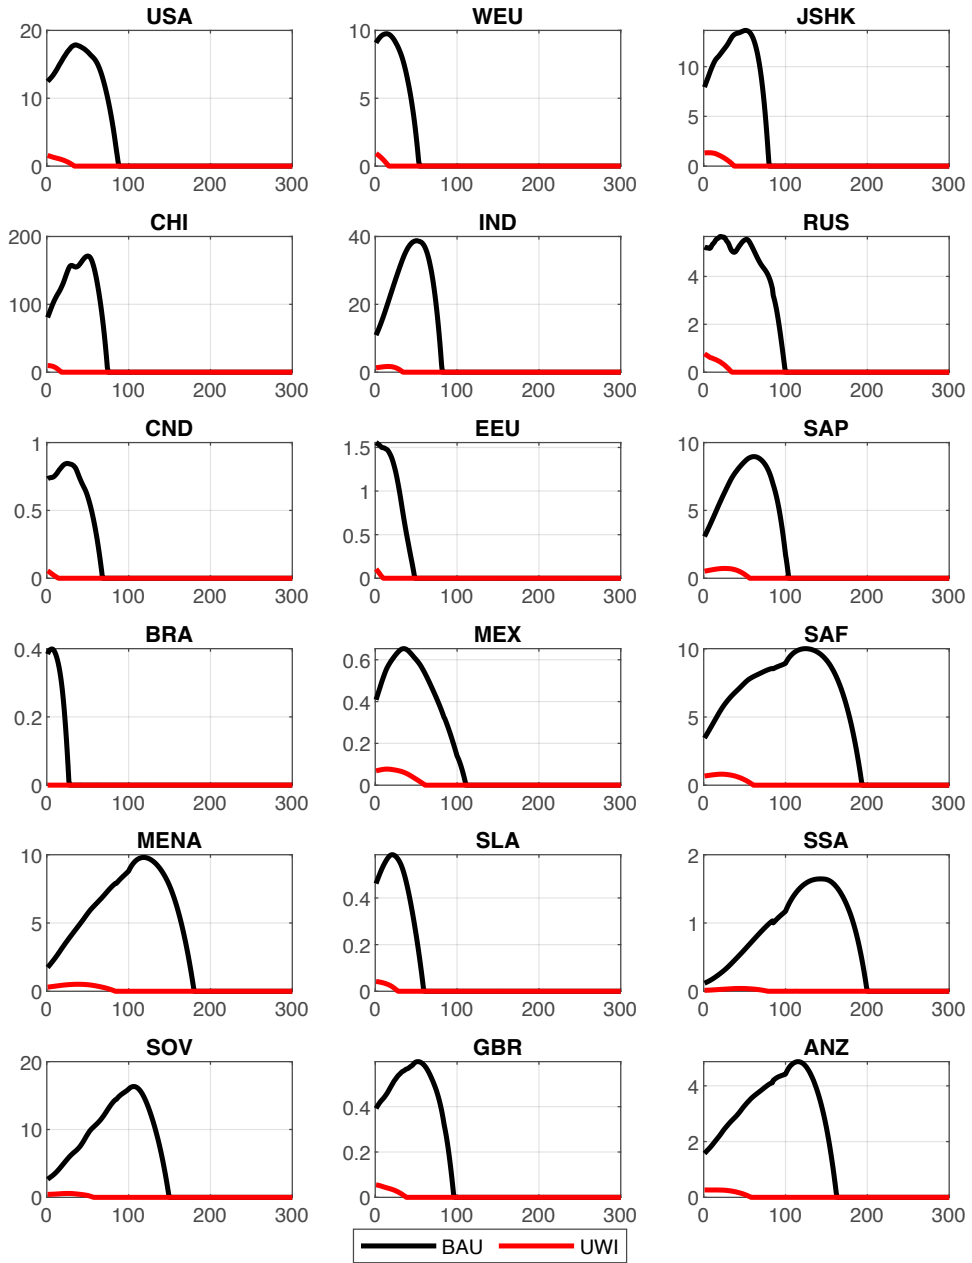 USA WEU JSHK
20 10 10
10 5 5
0 0 0
0 100 200 300 0 100 200 300 0 100 200 300
CHI IND RUS
200 40 4
100 20 2
0 0 0
0 100 200 300 0 100 200 300 0 100 200 300
CND EEU SAP
1 1.5 10
1
0.5 0.5 5
0 0 0
0 100 200 300 0 100 200 300 0 100 200 300
BRA MEX SAF
0.4 0.6 10
0.2 0.4 5
0.2
0 0 0
0 100 200 300 0 100 200 300 0 100 200 300
MENA SLA SSA
10 0.4 2
5 0.2 1
0 0 0
0 100 200 300 0 100 200 300 0 100 200 300
SOV GBR ANZ
20 0.4 4
10 0.2 2
0 0 0
0 100 200 300 0 100 200 300 0 100 200 300
BAU UWI